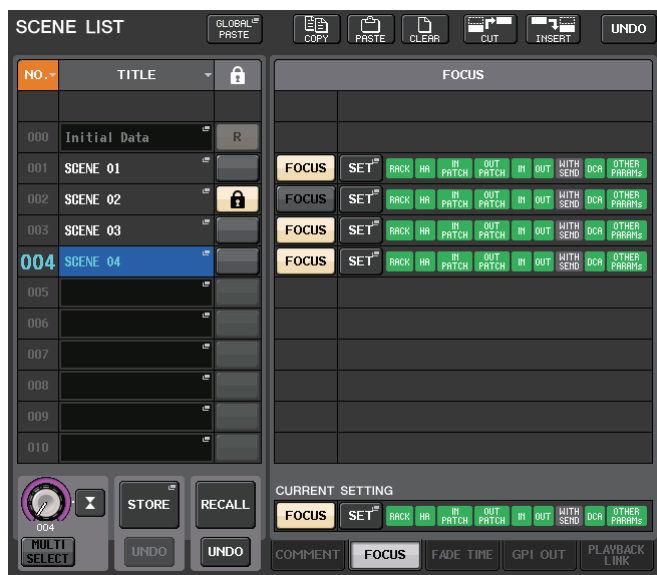 SCENE LIST GLOBAL PASTE COPY PASTE CLEAR CUT INSERT UNDO
NO. TITLE FOCUS
000 Initial Data R
001 SCENE 01 FOCUS SET RACK HA IN PATCH OUT PATCH IN OUT WITH SEND DCA OTHER PARAMs
002 SCENE 02 FOCUS SET RACK HA IN PATCH OUT PATCH IN OUT WITH SEND DCA OTHER PARAMs
003 SCENE 03 FOCUS SET RACK HA IN PATCH OUT PATCH IN OUT WITH SEND DCA OTHER PARAMs
004 SCENE 04 FOCUS SET RACK HA IN PATCH OUT PATCH IN OUT WITH SEND DCA OTHER PARAMs
005
006
007
008
009
010
CURRENT SETTING
004 STORE RECALL FOCUS SET RACK HA IN PATCH OUT PATCH IN OUT WITH SEND DCA OTHER PARAMs
MULTI SELECT UNDO UNDO COMMENT FOCUS FADE TIME GPI OUT PLAYBACK LINK